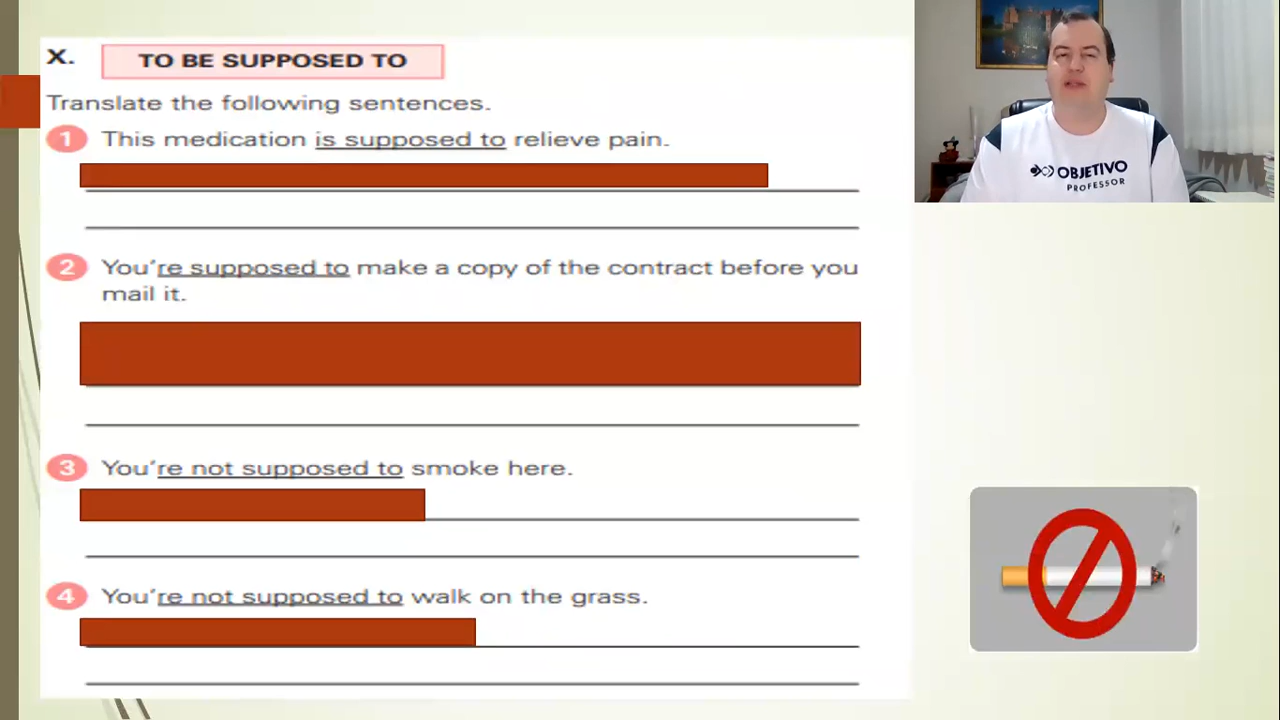 X. TO BE SUPPOSED TO
Translate the following sentences.
1 This medication is supposed to relieve pain.
2 You're supposed to make a copy of the contract before you
mail it.
3 You're not supposed to smoke here.
4 You're not supposed to walk on the grass.
OBJETIVO
PROFESSOR